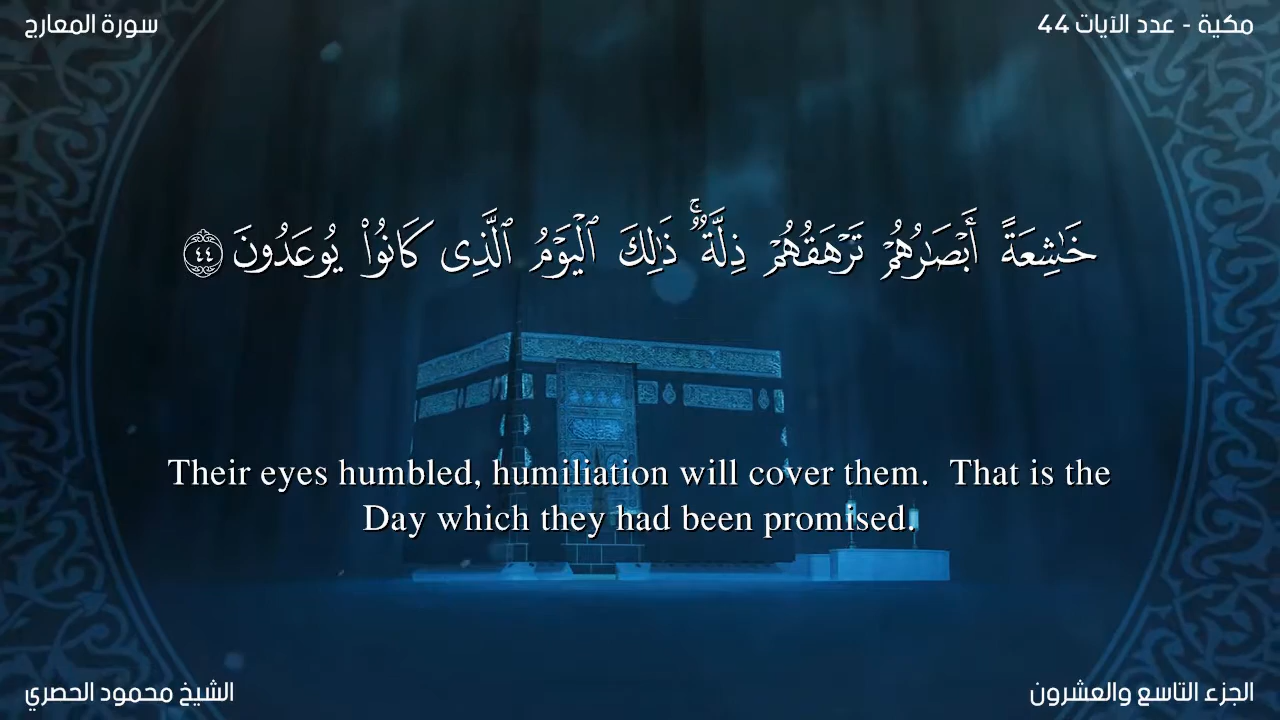 سورة المعارج
مكية - عدد الآيات 44
خَٰشِعَةً أَبْصَٰرُهُمْ تَرْهَقُهُمْ ذِلَّةٌۭ ۚ ذَٰلِكَ ٱلْيَوْمُ ٱلَّذِى كَانُوا۟ يُوعَدُونَ ٤٤
Their eyes humbled, humiliation will cover them.  That is the
Day which they had been promised.
الشيخ محمود الحصري
الجزء التاسع والعشرون